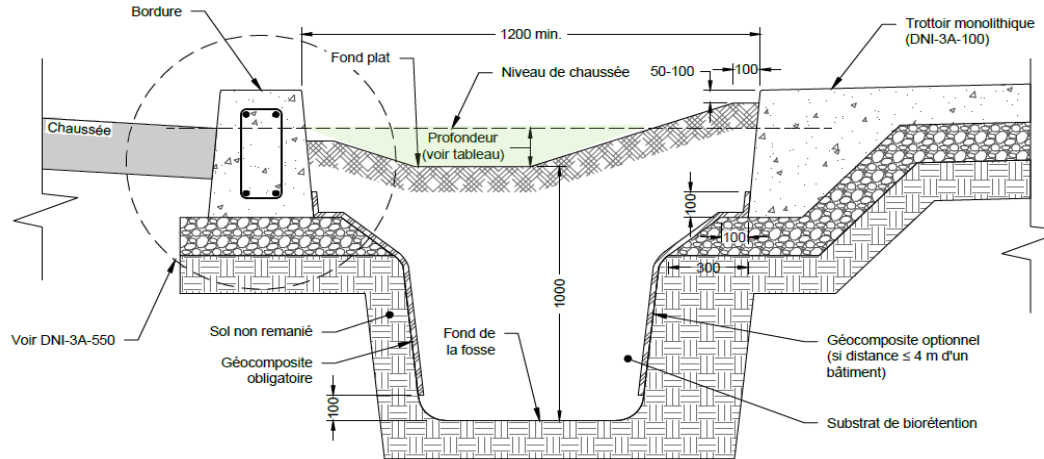 Bordure
1200 min.
Trottoir monolithique
(DNI-3A-100)
Fond plat
Niveau de chaussée
50-100
100
Chaussée
Profondeur
(voir tableau)
100
100
300
1000
Voir DNI-3A-550
Sol non remanié
Fond de
la fosse
Géocomposite
obligatoire
Géocomposite optionnel
(si distance ≤ 4 m d'un
bâtiment)
100
Substrat de biorétention